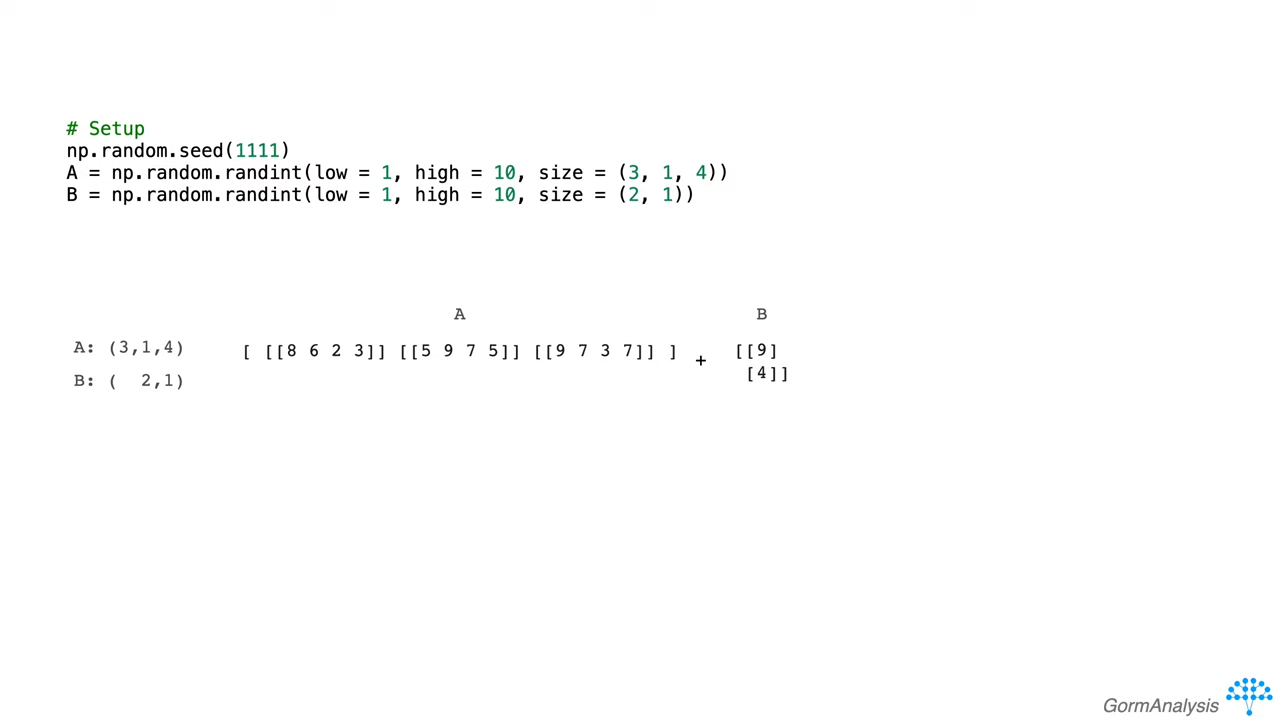 # Setup
np.random.seed(1111)
A = np.random.randint(low = 1, high = 10, size = (3, 1, 4))
B = np.random.randint(low = 1, high = 10, size = (2, 1))
A B
A: (3,1,4) [ [[8 6 2 3]] [[5 9 7 5]] [[9 7 3 7]] ] + [[9]
B: ( 2,1) [4]]
GormAnalysis